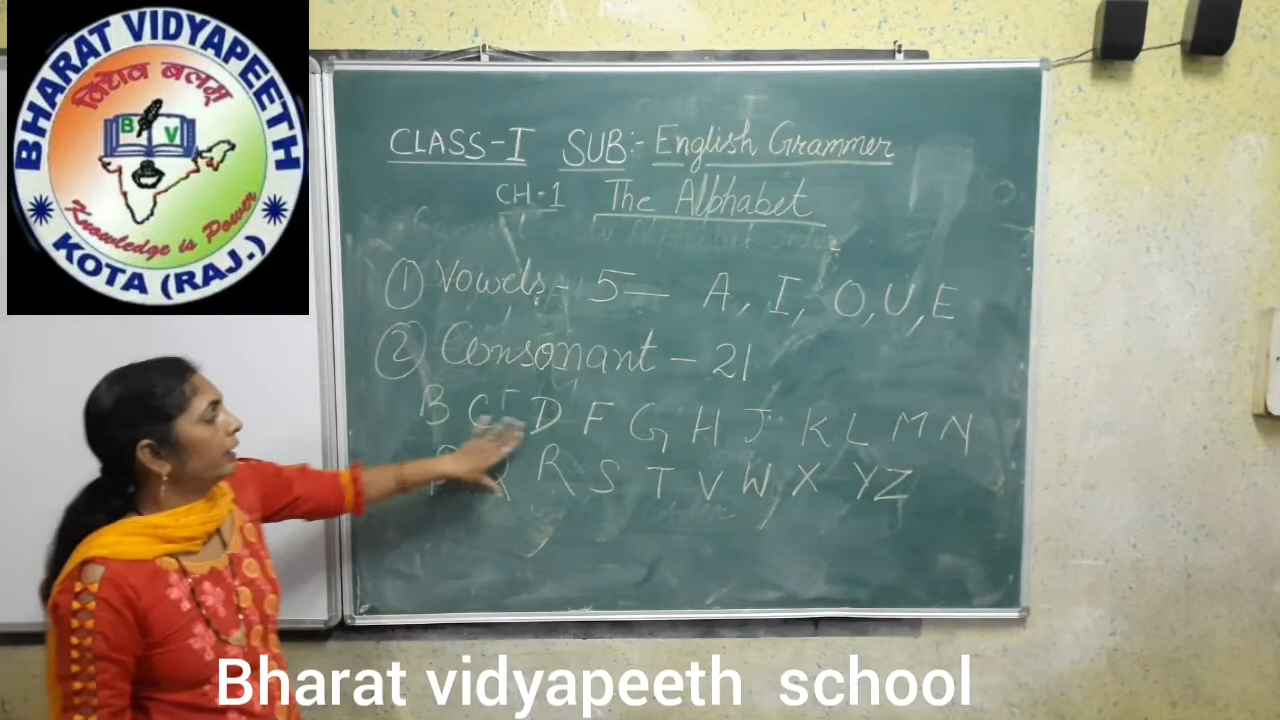 BHARAT VIDYAPEETH
विद्यैव बलम्
B V
Knowledge is Power
KOTA (RAJ.)
CLASS-I SUB:- English Grammer
CH-1 The Alphabet
① Vowels - 5 — A, I, O, U, E
② Consonant - 21
B C D F G H J K L M N
P Q R S T V W X Y Z
Bharat vidyapeeth school